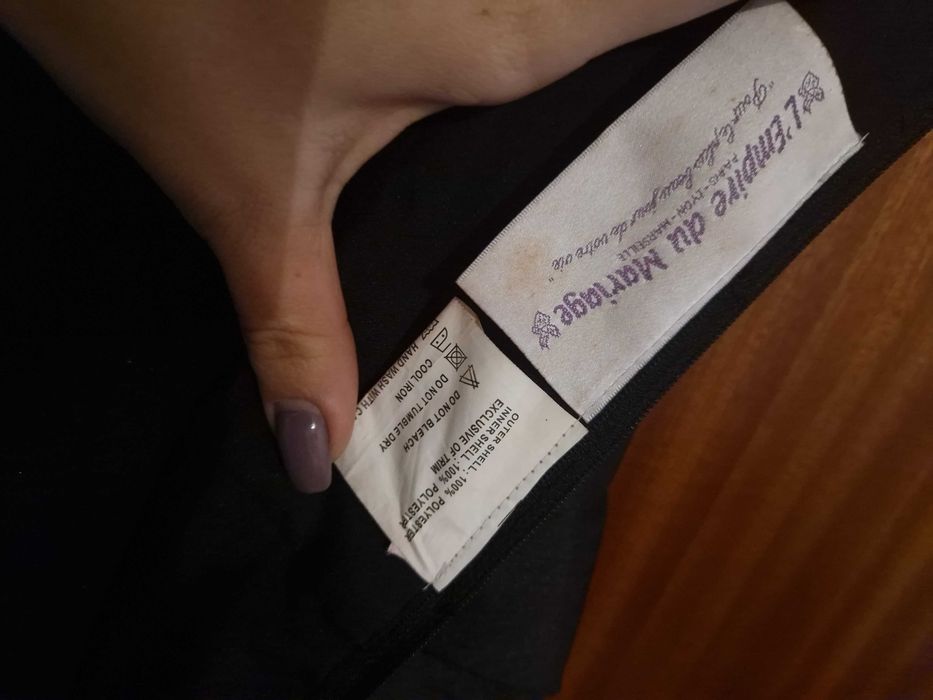 L'Empire du Mariage
PARIS - LYON - MARSEILLE
"Pour le plus beau jour de votre vie"
OUTER SHELL : 100% POLYESTER
INNER SHELL : 100% POLYESTER
EXCLUSIVE OF TRIM
DO NOT BLEACH
DO NOT TUMBLE DRY
COOL IRON
HAND WASH WITH